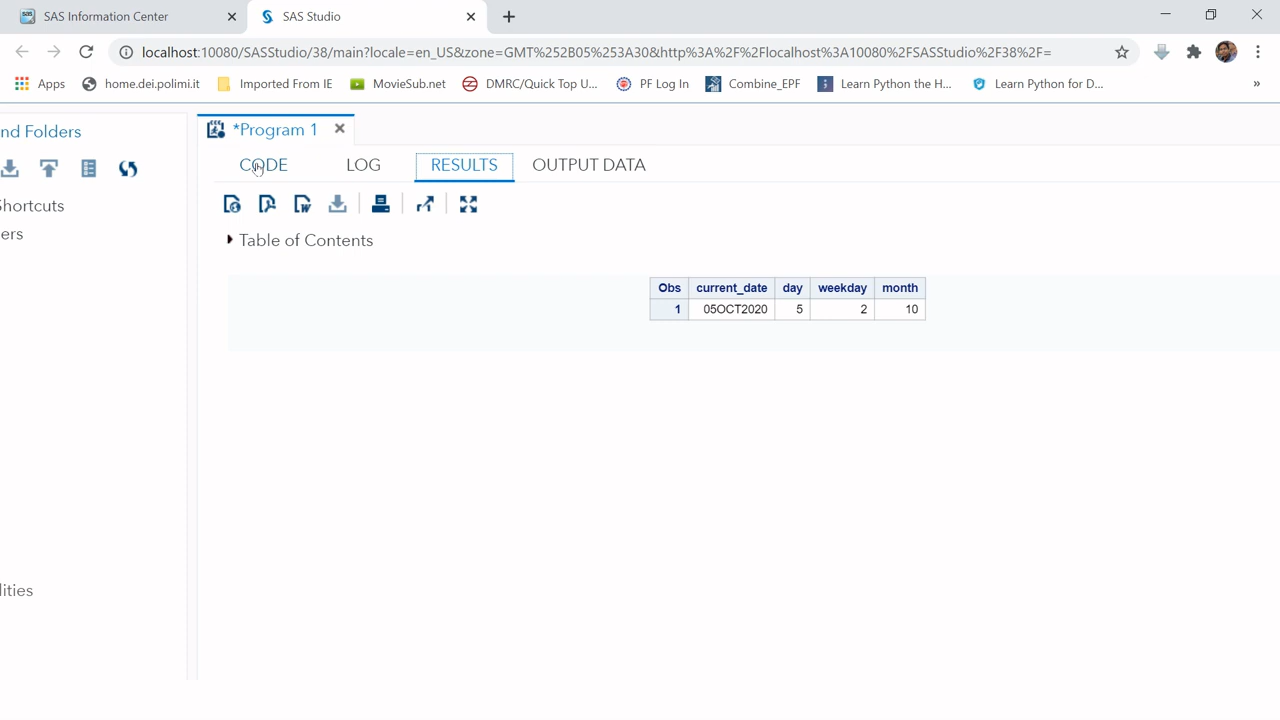 SAS Information Center
SAS Studio
localhost:10080/SASStudio/38/main?locale=en_US&zone=GMT%252B05%253A30&http%3A%2F%2Flocalhost%3A10080%2FSASStudio%2F38%2F=
Apps home.dei.polimi.it Imported From IE MovieSub.net DMRC/Quick Top U... PF Log In Combine_EPF Learn Python the H... Learn Python for D... »
nd Folders
*Program 1
CODE LOG RESULTS OUTPUT DATA
Shortcuts
ers
Table of Contents
Obs current_date day weekday month
1 05OCT2020 5 2 10
lities